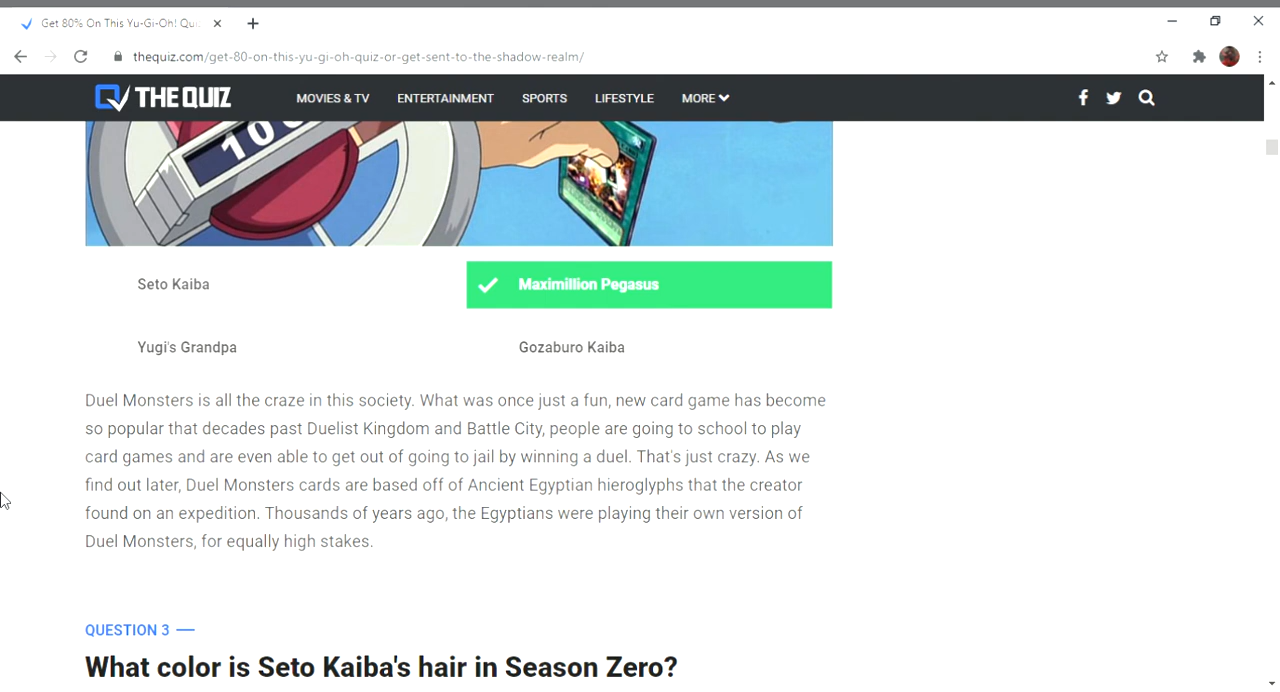 Get 80% On This Yu-Gi-Oh! Qu
thequiz.com/get-80-on-this-yu-gi-oh-quiz-or-get-sent-to-the-shadow-realm/
THE QUIZ MOVIES & TV ENTERTAINMENT SPORTS LIFESTYLE MORE
100
Seto Kaiba
Maximillion Pegasus
Yugi's Grandpa
Gozaburo Kaiba
Duel Monsters is all the craze in this society. What was once just a fun, new card game has become
so popular that decades past Duelist Kingdom and Battle City, people are going to school to play
card games and are even able to get out of going to jail by winning a duel. That's just crazy. As we
find out later, Duel Monsters cards are based off of Ancient Egyptian hieroglyphs that the creator
found on an expedition. Thousands of years ago, the Egyptians were playing their own version of
Duel Monsters, for equally high stakes.
QUESTION 3
What color is Seto Kaiba's hair in Season Zero?